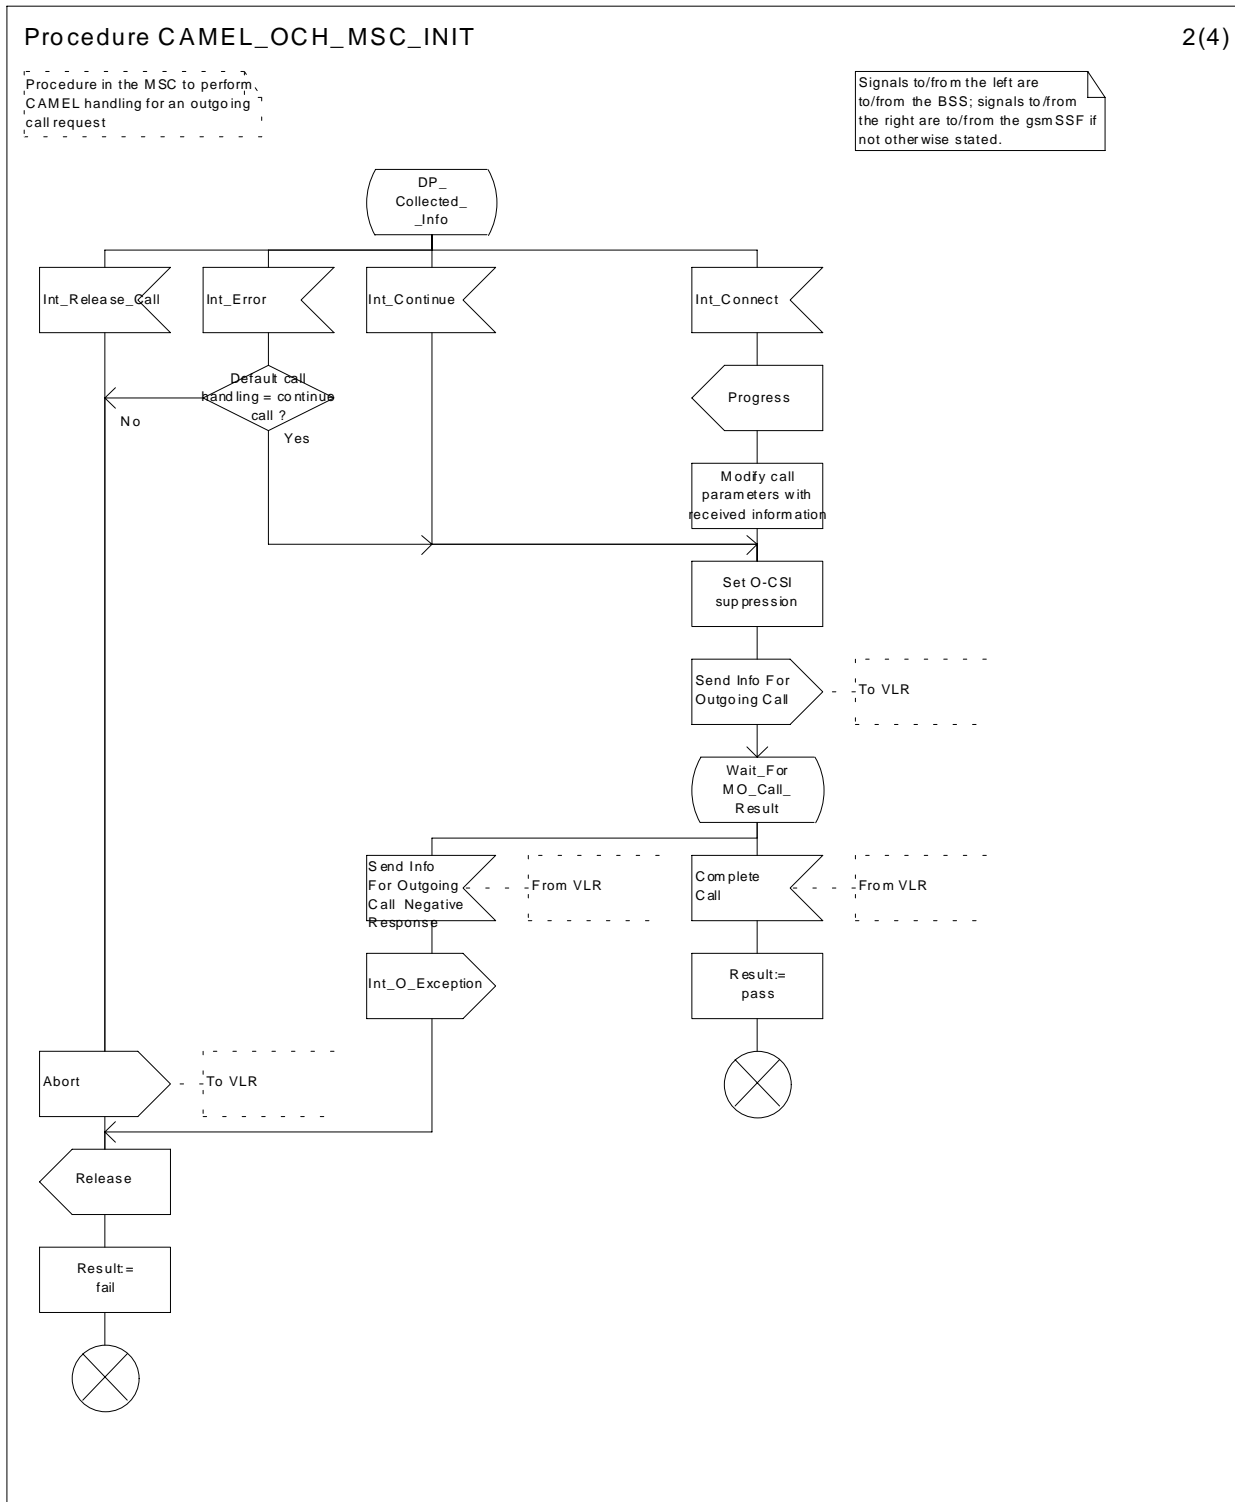 Procedure CAMEL_OCH_MSC_INIT
2(4)
Procedure in the MSC to perform
CAMEL handling for an outgoing
call request
Signals to/from the left are
to/from the BSS; signals to/from
the right are to/from the gsmSSF if
not otherwise stated.
DP_
Collected_
_Info
Int_Release_Call
Int_Error
Int_Continue
Int_Connect
Default call
handling = continue
call ?
No
Yes
Progress
Modify call
parameters with
received information
Set O-CSI
suppression
Send Info For
Outgoing Call
To VLR
Wait_For
MO_Call_
Result
Send Info
For Outgoing
Call Negative
Response
From VLR
Complete
Call
From VLR
Int_O_Exception
Result:=
pass
Abort
To VLR
Release
Result:=
fail